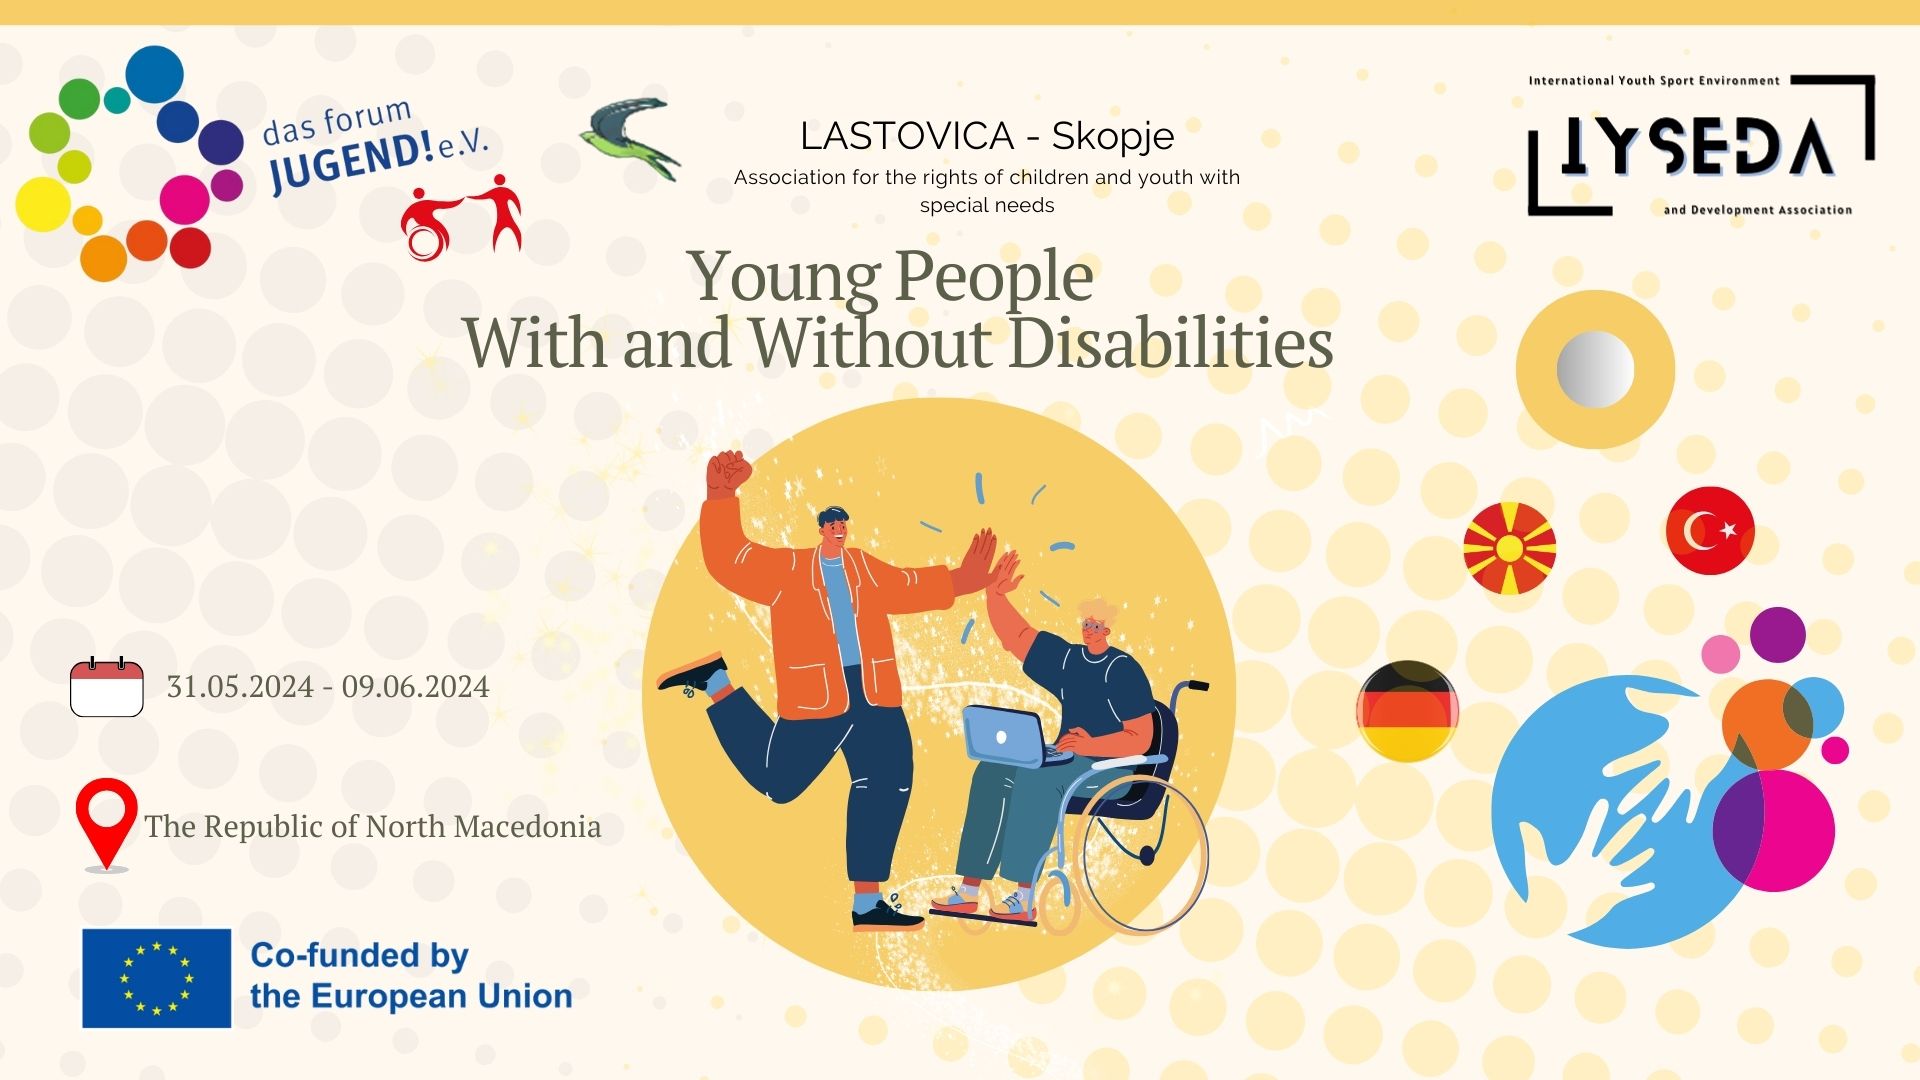 das forum
JUGEND! e.V.
LASTOVICA - Skopje
Association for the rights of children and youth with
special needs
International Youth Sport Environment
IYSEDA
and Development Association
Young People
With and Without Disabilities
31.05.2024 - 09.06.2024
The Republic of North Macedonia
Co-funded by
the European Union